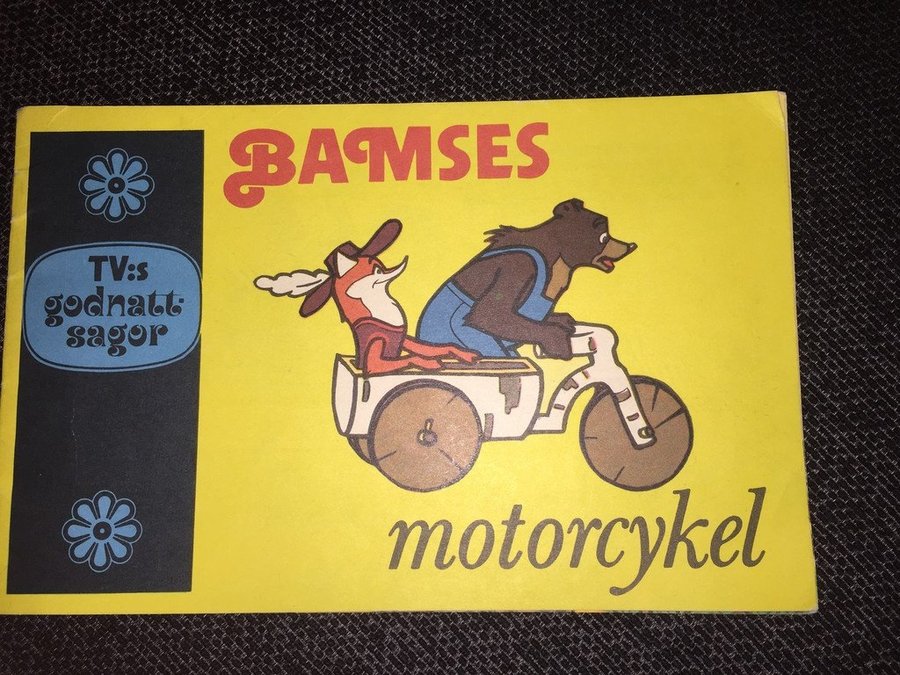 BAMSES
TV:s
godnatt-
sagor
motorcykel